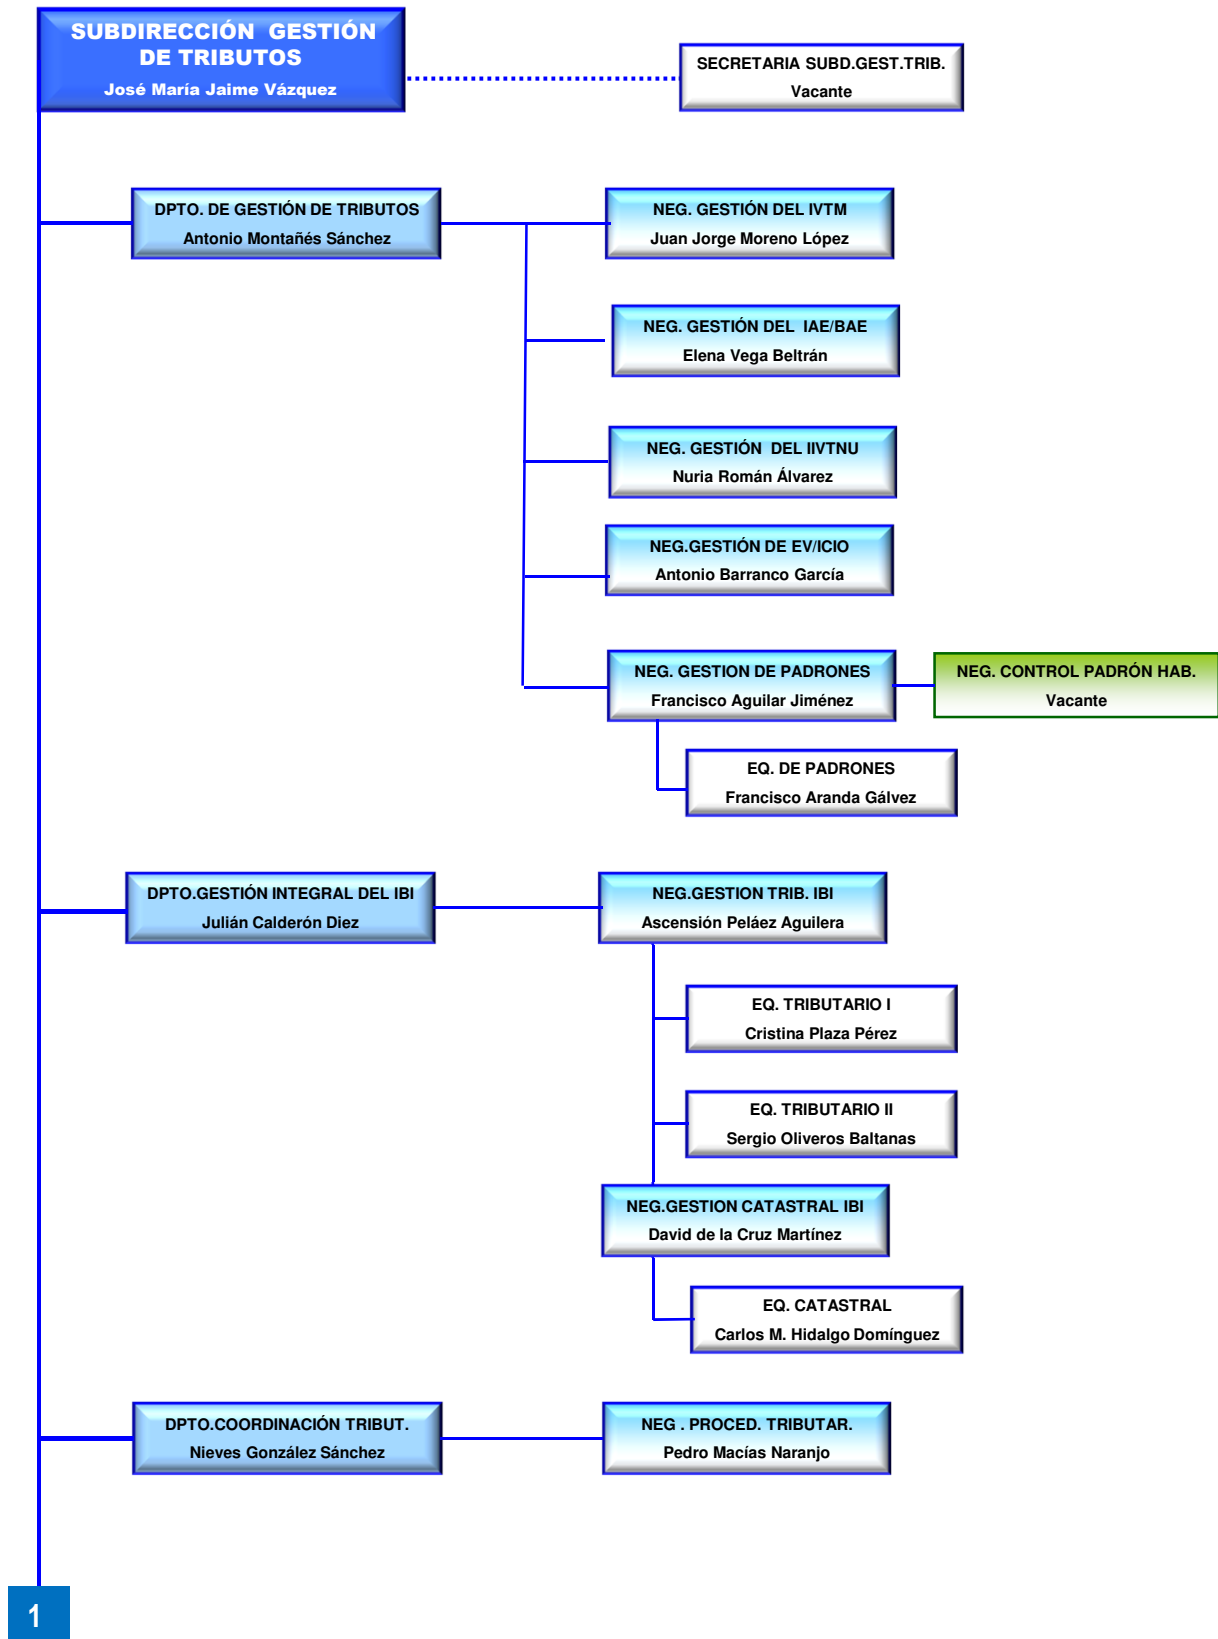 SUBDIRECCIÓN GESTIÓN
DE TRIBUTOS
José María Jaime Vázquez
SECRETARIA SUBD.GEST.TRIB.
Vacante
DPTO. DE GESTIÓN DE TRIBUTOS
Antonio Montañés Sánchez
NEG. GESTIÓN DEL IVTM
Juan Jorge Moreno López
NEG. GESTIÓN DEL IAE/BAE
Elena Vega Beltrán
NEG. GESTIÓN DEL IIVTNU
Nuria Román Álvarez
NEG.GESTIÓN DE EV/ICIO
Antonio Barranco García
NEG. GESTION DE PADRONES
Francisco Aguilar Jiménez
NEG. CONTROL PADRÓN HAB.
Vacante
EQ. DE PADRONES
Francisco Aranda Gálvez
DPTO.GESTIÓN INTEGRAL DEL IBI
Julián Calderón Diez
NEG.GESTION TRIB. IBI
Ascensión Peláez Aguilera
EQ. TRIBUTARIO I
Cristina Plaza Pérez
EQ. TRIBUTARIO II
Sergio Oliveros Baltanas
NEG.GESTION CATASTRAL IBI
David de la Cruz Martínez
EQ. CATASTRAL
Carlos M. Hidalgo Domínguez
DPTO.COORDINACIÓN TRIBUT.
Nieves González Sánchez
NEG . PROCED. TRIBUTAR.
Pedro Macías Naranjo
1